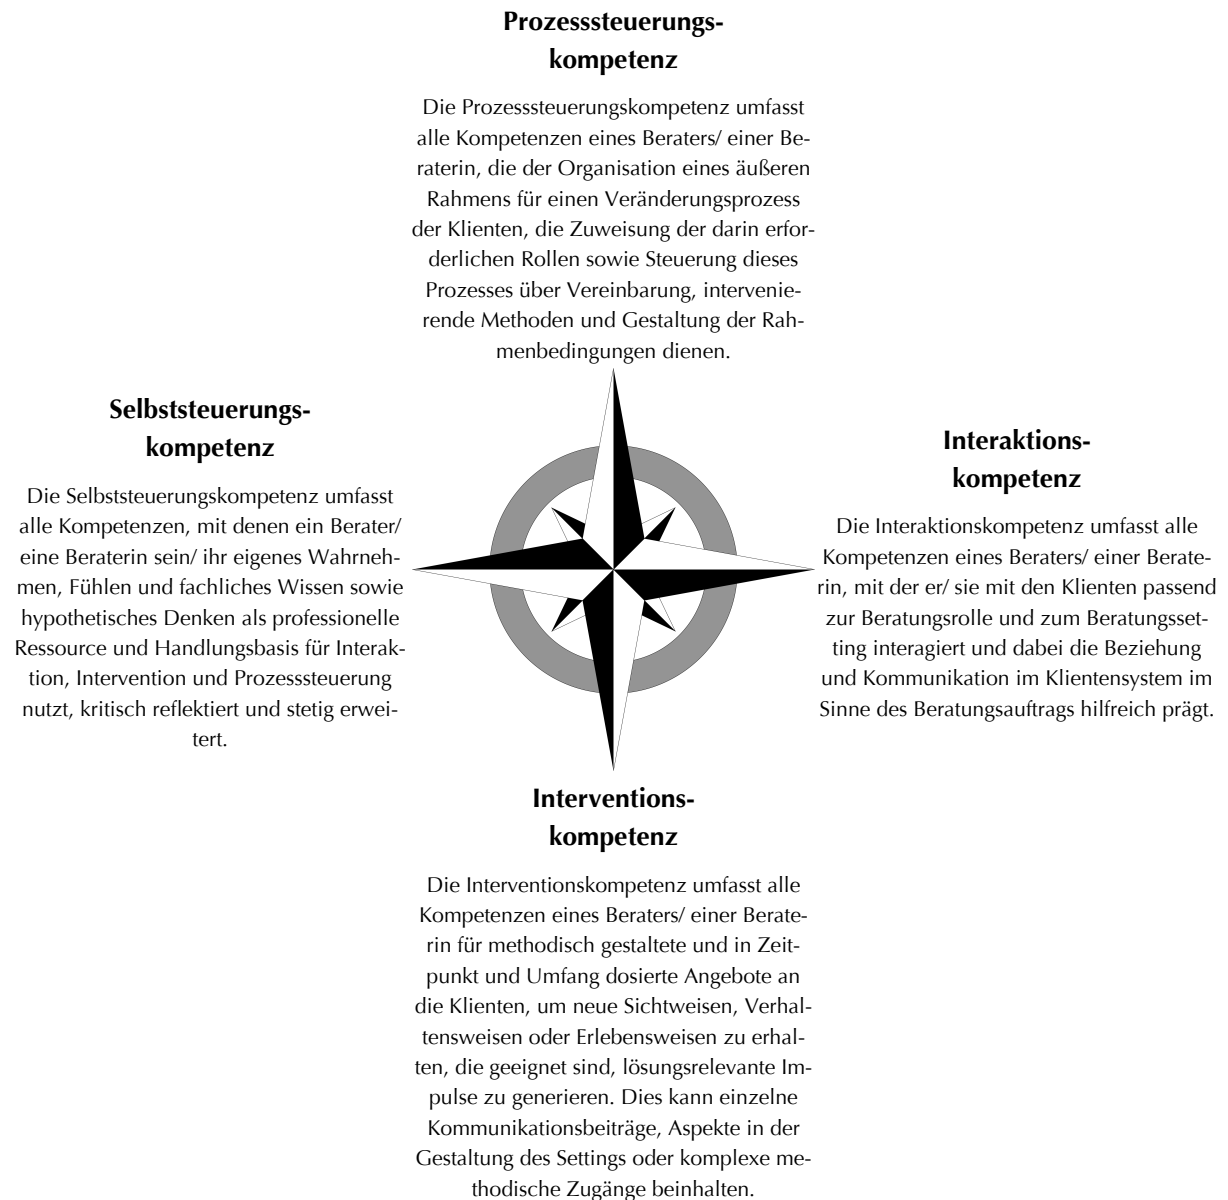 Prozesssteuerungs-
kompetenz
Die Prozesssteuerungskompetenz umfasst
alle Kompetenzen eines Beraters/ einer Be-
raterin, die der Organisation eines äußeren
Rahmens für einen Veränderungsprozess
der Klienten, die Zuweisung der darin erfor-
derlichen Rollen sowie Steuerung dieses
Prozesses über Vereinbarung, intervenie-
rende Methoden und Gestaltung der Rah-
menbedingungen dienen.
Selbststeuerungs-
kompetenz
Die Selbststeuerungskompetenz umfasst
alle Kompetenzen, mit denen ein Berater/
eine Beraterin sein/ ihr eigenes Wahrneh-
men, Fühlen und fachliches Wissen sowie
hypothetisches Denken als professionelle
Ressource und Handlungsbasis für Interak-
tion, Intervention und Prozesssteuerung
nutzt, kritisch reflektiert und stetig erwei-
tert.
Interaktions-
kompetenz
Die Interaktionskompetenz umfasst alle
Kompetenzen eines Beraters/ einer Berate-
rin, mit der er/ sie mit den Klienten passend
zur Beratungsrolle und zum Beratungsset-
ting interagiert und dabei die Beziehung
und Kommunikation im Klientensystem im
Sinne des Beratungsauftrags hilfreich prägt.
Interventions-
kompetenz
Die Interventionskompetenz umfasst alle
Kompetenzen eines Beraters/ einer Berate-
rin für methodisch gestaltete und in Zeit-
punkt und Umfang dosierte Angebote an
die Klienten, um neue Sichtweisen, Verhal-
tensweisen oder Erlebensweisen zu erhal-
ten, die geeignet sind, lösungsrelevante Im-
pulse zu generieren. Dies kann einzelne
Kommunikationsbeiträge, Aspekte in der
Gestaltung des Settings oder komplexe me-
thodische Zugänge beinhalten.